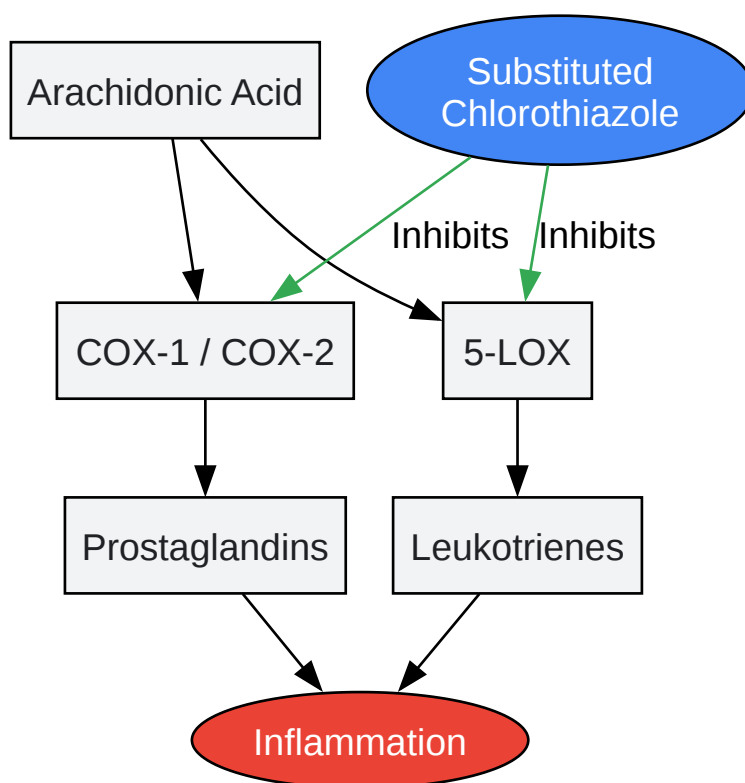 Arachidonic Acid
Substituted
Chlorothiazole
Inhibits
Inhibits
COX-1 / COX-2
5-LOX
Prostaglandins
Leukotrienes
Inflammation